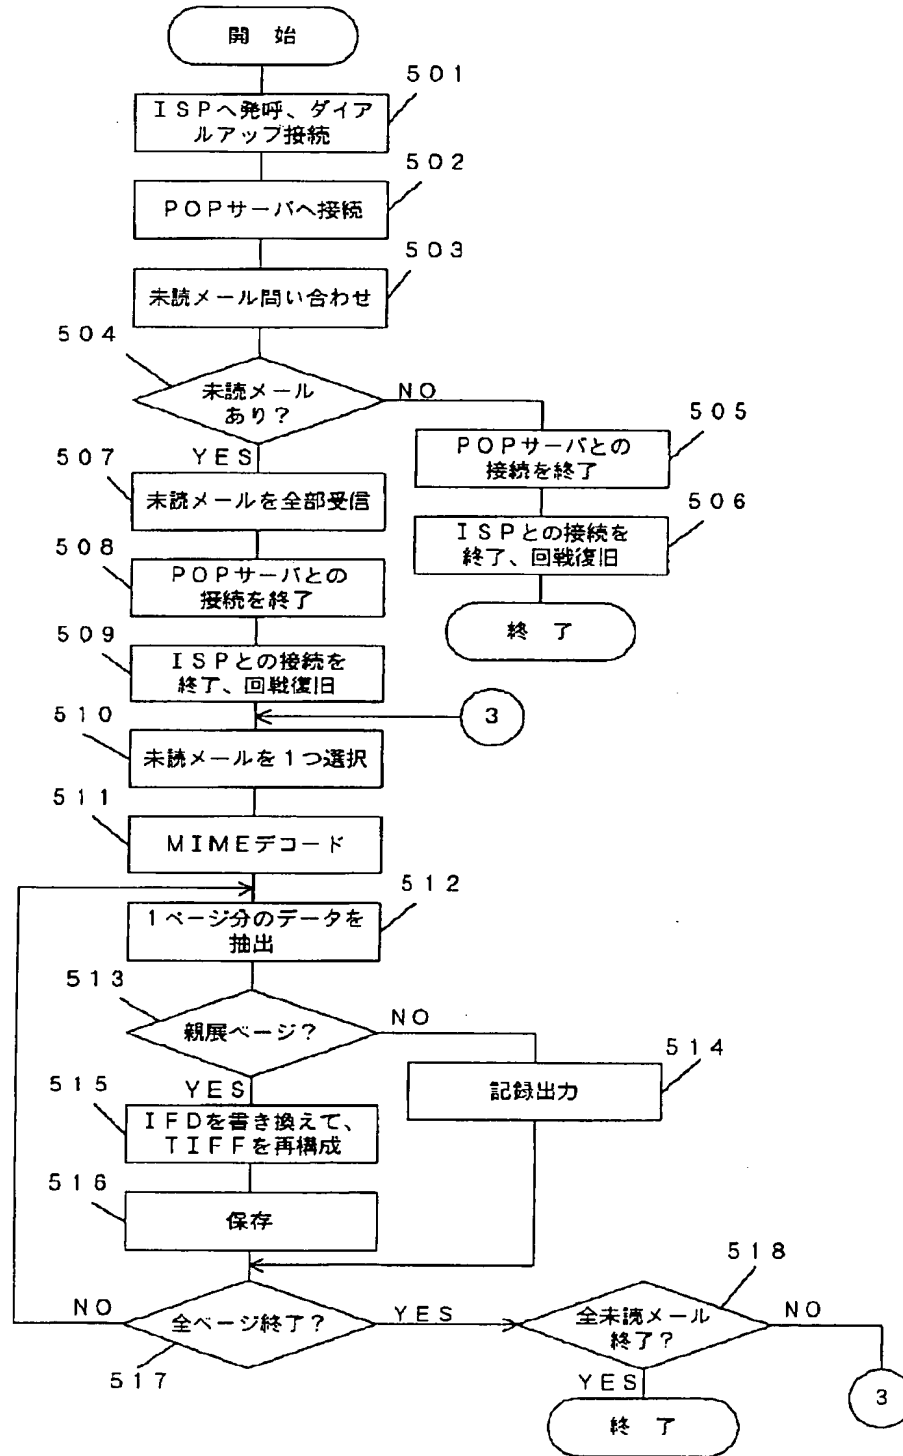 開 始
501
ＩＳＰへ発呼、ダイア
ルアップ接続
502
ＰＯＰサーバへ接続
503
未読メール問い合わせ
504
未読メール
あり？
NO
YES
505
ＰＯＰサーバとの
接続を終了
506
ＩＳＰとの接続を
終了、回戦復旧
終 了
507
未読メールを全部受信
508
ＰＯＰサーバとの
接続を終了
509
ＩＳＰとの接続を
終了、回戦復旧
3
510
未読メールを１つ選択
511
ＭＩＭＥデコード
512
１ページ分のデータを
抽出
513
親展ページ？
NO
YES
514
記録出力
515
ＩＦＤを書き換えて、
ＴＩＦＦを再構成
516
保存
517
全ページ終了？
NO
YES
518
全未読メール
終了？
NO
YES
3
終 了